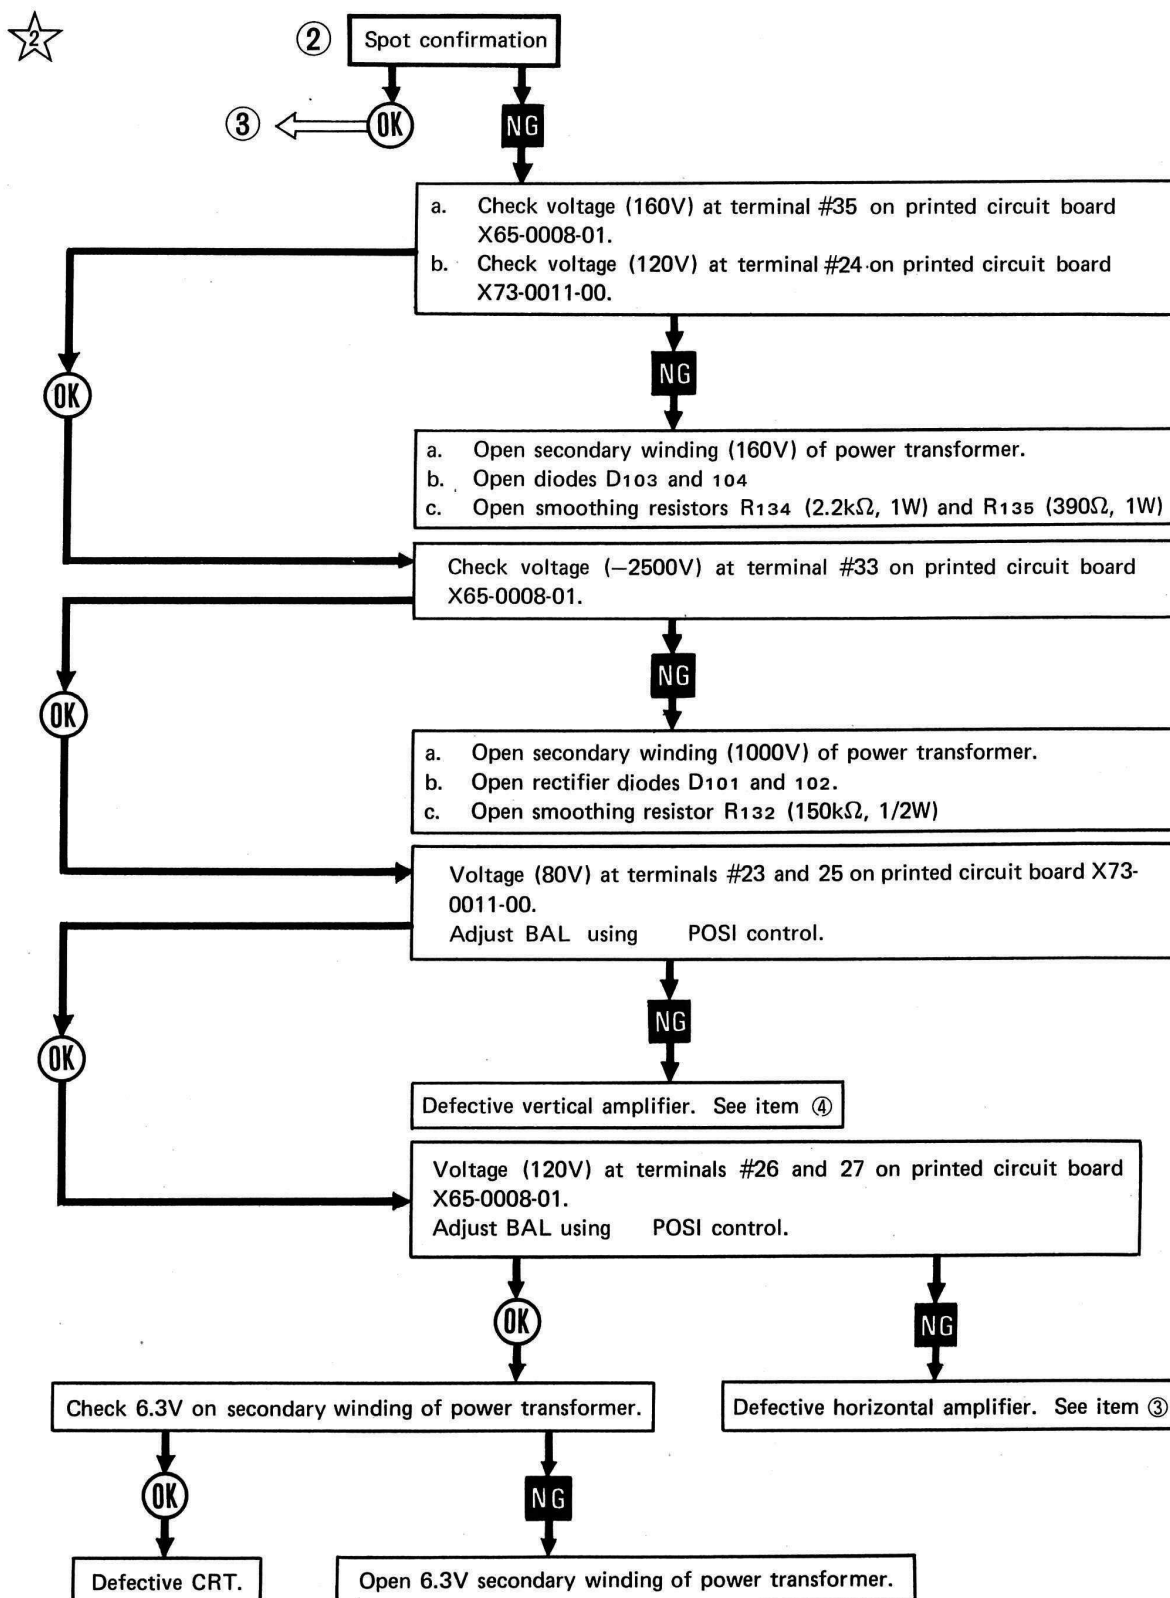 2
② Spot confirmation
③ OK NG
a. Check voltage (160V) at terminal #35 on printed circuit board
X65-0008-01.
b. Check voltage (120V) at terminal #24 on printed circuit board
X73-0011-00.
NG
OK
a. Open secondary winding (160V) of power transformer.
b. Open diodes D103 and 104
c. Open smoothing resistors R134 (2.2kΩ, 1W) and R135 (390Ω, 1W)
Check voltage (−2500V) at terminal #33 on printed circuit board
X65-0008-01.
NG
OK
a. Open secondary winding (1000V) of power transformer.
b. Open rectifier diodes D101 and 102.
c. Open smoothing resistor R132 (150kΩ, 1/2W)
Voltage (80V) at terminals #23 and 25 on printed circuit board X73-
0011-00.
Adjust BAL using POSI control.
NG
OK
Defective vertical amplifier. See item ④
Voltage (120V) at terminals #26 and 27 on printed circuit board
X65-0008-01.
Adjust BAL using POSI control.
OK NG
Check 6.3V on secondary winding of power transformer.
Defective horizontal amplifier. See item ③
OK NG
Defective CRT.
Open 6.3V secondary winding of power transformer.